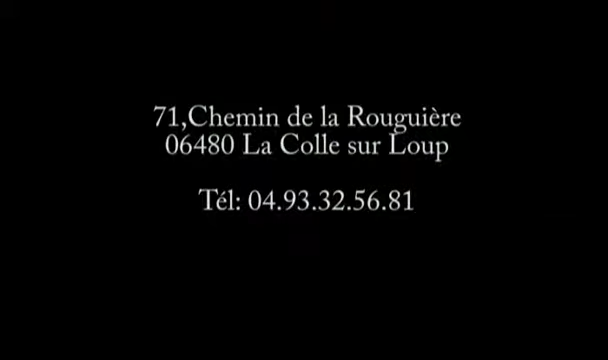 71,Chemin de la Rouguière
06480 La Colle sur Loup
Tél: 04.93.32.56.81